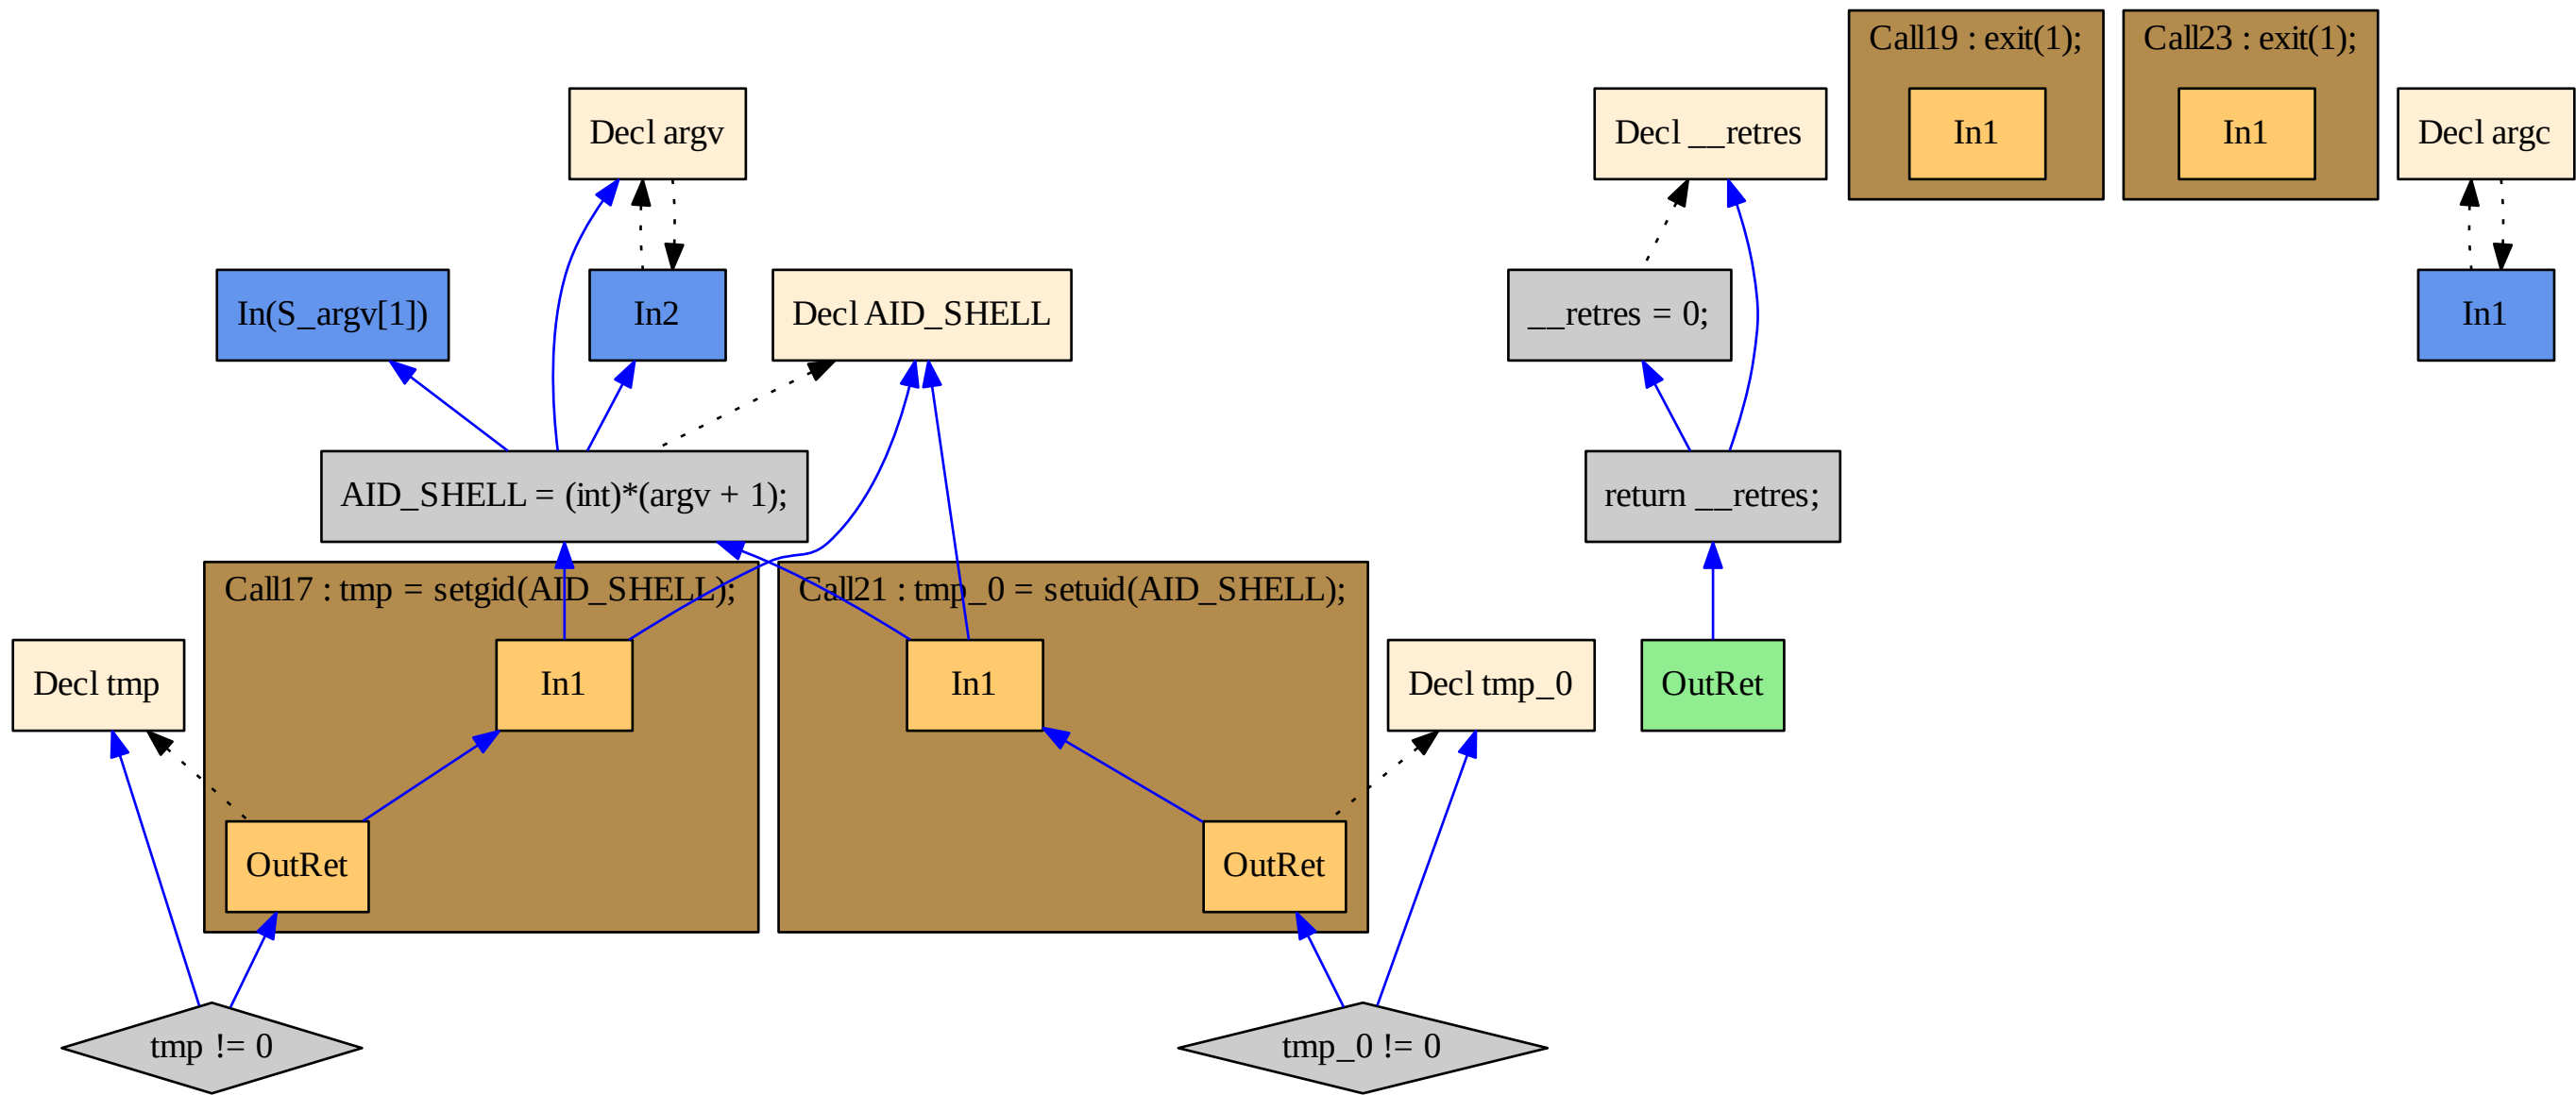 Call19 : exit(1);
Call23 : exit(1);
Decl argv
Decl __retres
In1
In1
Decl argc
In(S_argv[1])
In2
Decl AID_SHELL
__retres = 0;
In1
AID_SHELL = (int)*(argv + 1);
return __retres;
Call17 : tmp = setgid(AID_SHELL);
Call21 : tmp_0 = setuid(AID_SHELL);
Decl tmp
In1
In1
Decl tmp_0
OutRet
OutRet
OutRet
tmp != 0
tmp_0 != 0